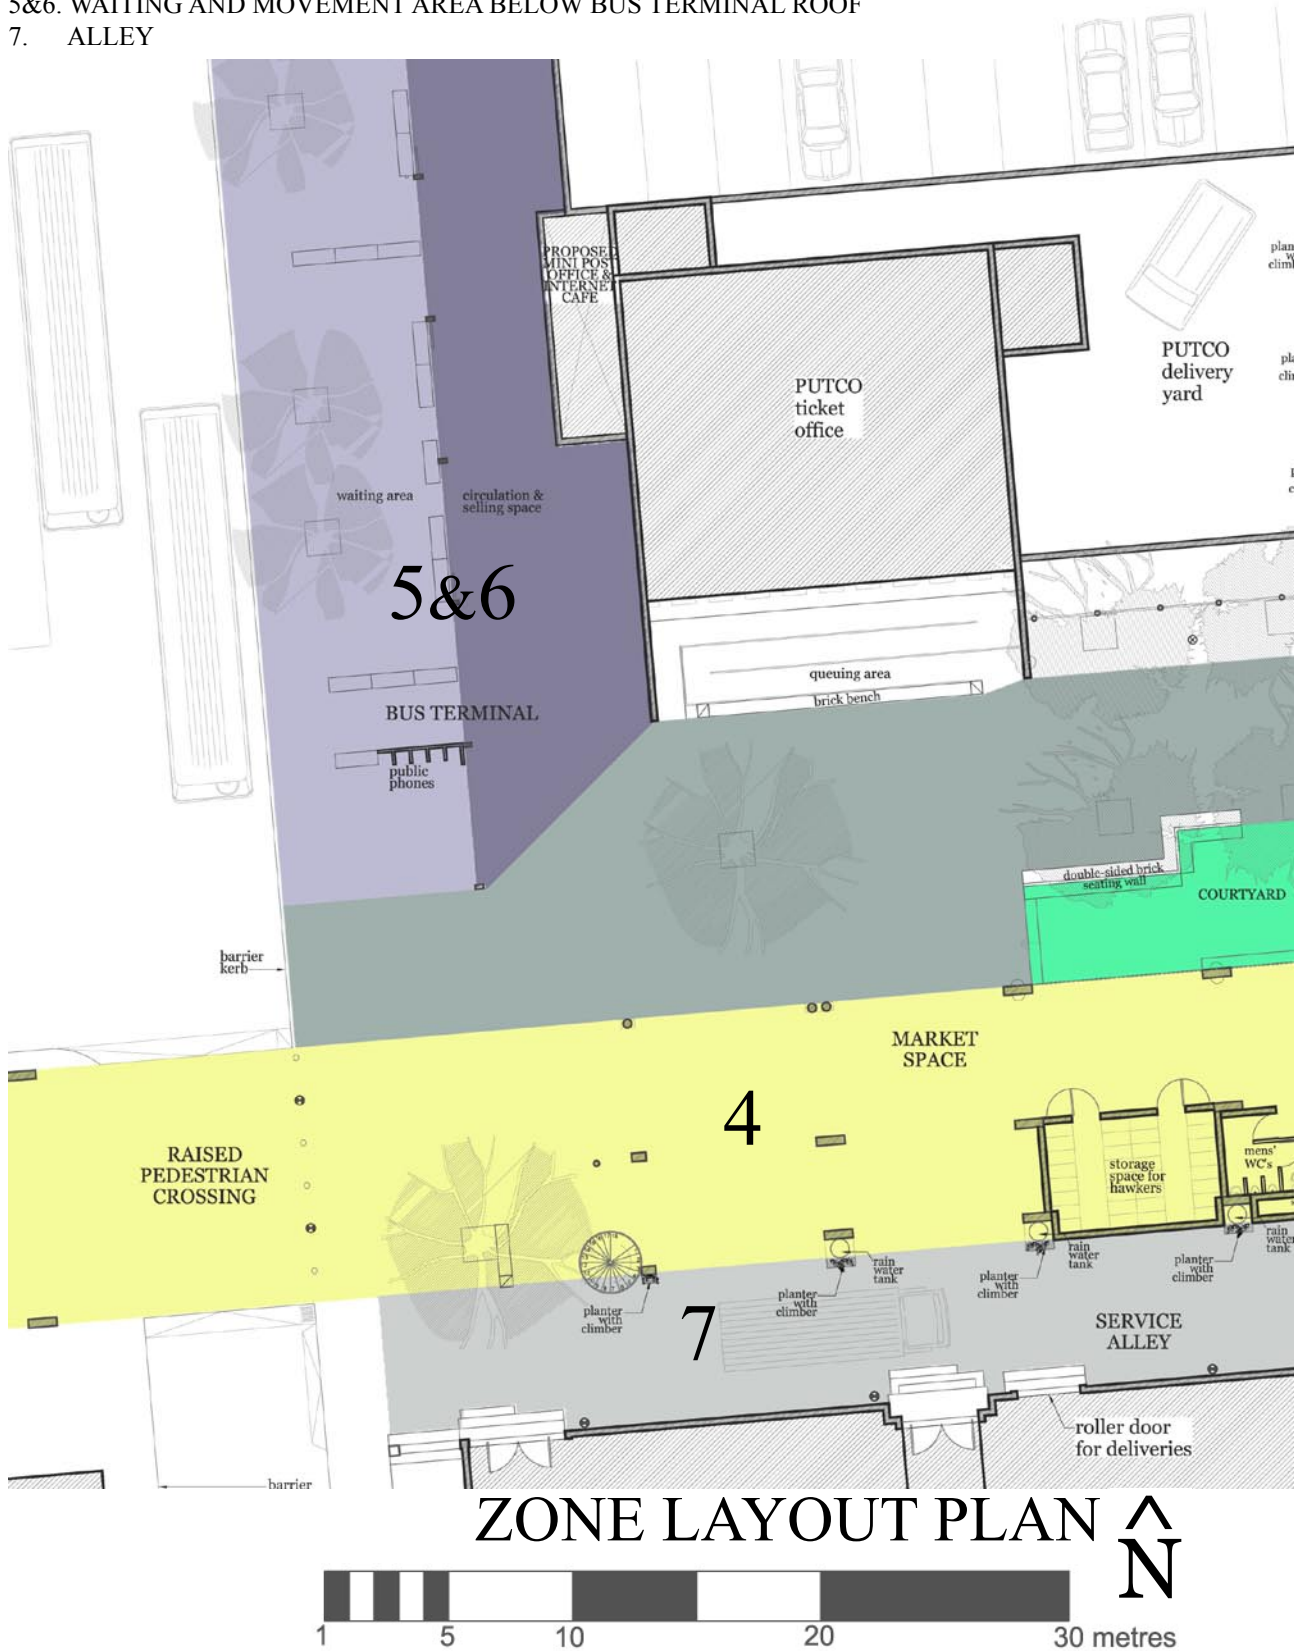 5&6. WAITING AND MOVEMENT AREA BELOW BUS TERMINAL ROOF
7. ALLEY
PROPOSED
MINI POST
OFFICE &
INTERNET
CAFE
PUTCO
ticket
office
PUTCO
delivery
yard
waiting area
circulation &
selling space
5&6
queuing area
brick bench
BUS TERMINAL
public
phones
double-sided brick
seating wall
COURTYARD
barrier
kerb
MARKET
SPACE
4
RAISED
PEDESTRIAN
CROSSING
storage
space for
hawkers
mens'
WC's
rain
water
tank
rain
water
tank
rain
water
tank
planter
with
climber
planter
with
climber
planter
with
climber
planter
with
climber
7
SERVICE
ALLEY
roller door
for deliveries
barrier
ZONE LAYOUT PLAN
N
1 5 10 20 30 metres